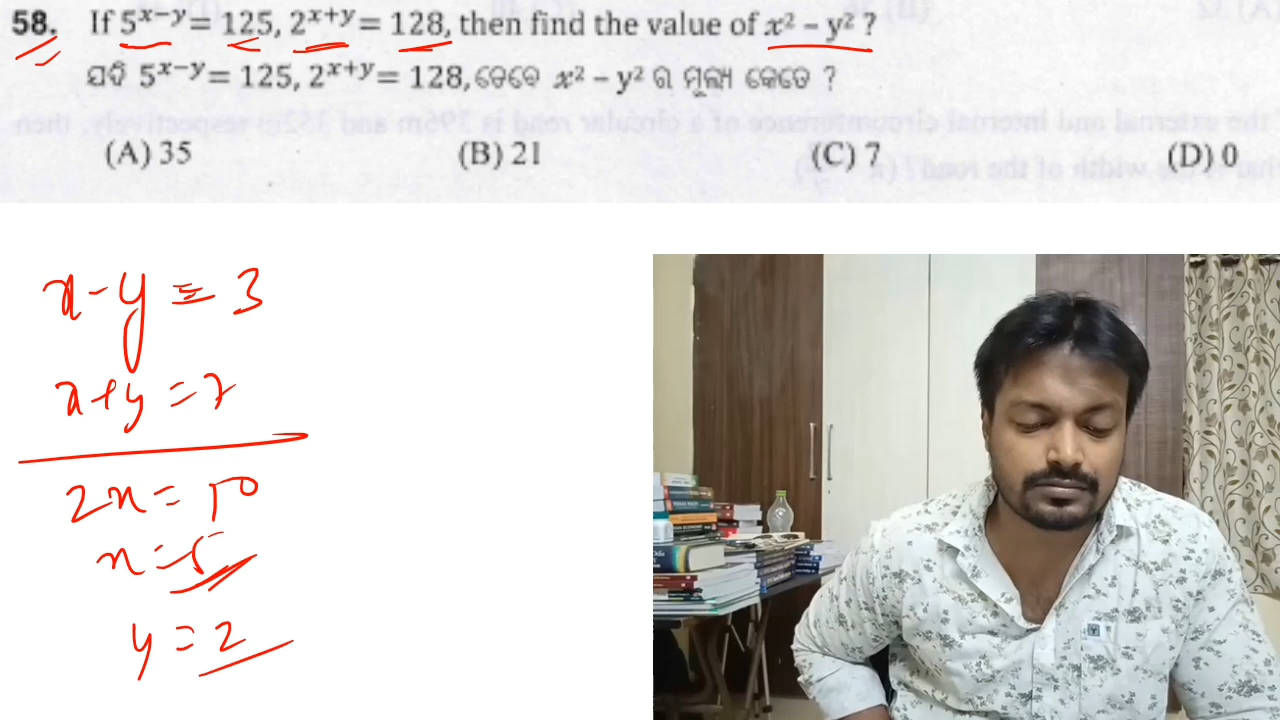 58. If 5^{x−y} = 125, 2^{x+y} = 128, then find the value of x² − y² ?
ଯଦି 5^{x−y} = 125, 2^{x+y} = 128, ତେବେ x² − y² ର ମୂଲ୍ୟ କେତେ ?
(A) 35 (B) 21 (C) 7 (D) 0
x - y = 3
x + y = 7
2x = 10
x = 5
y = 2